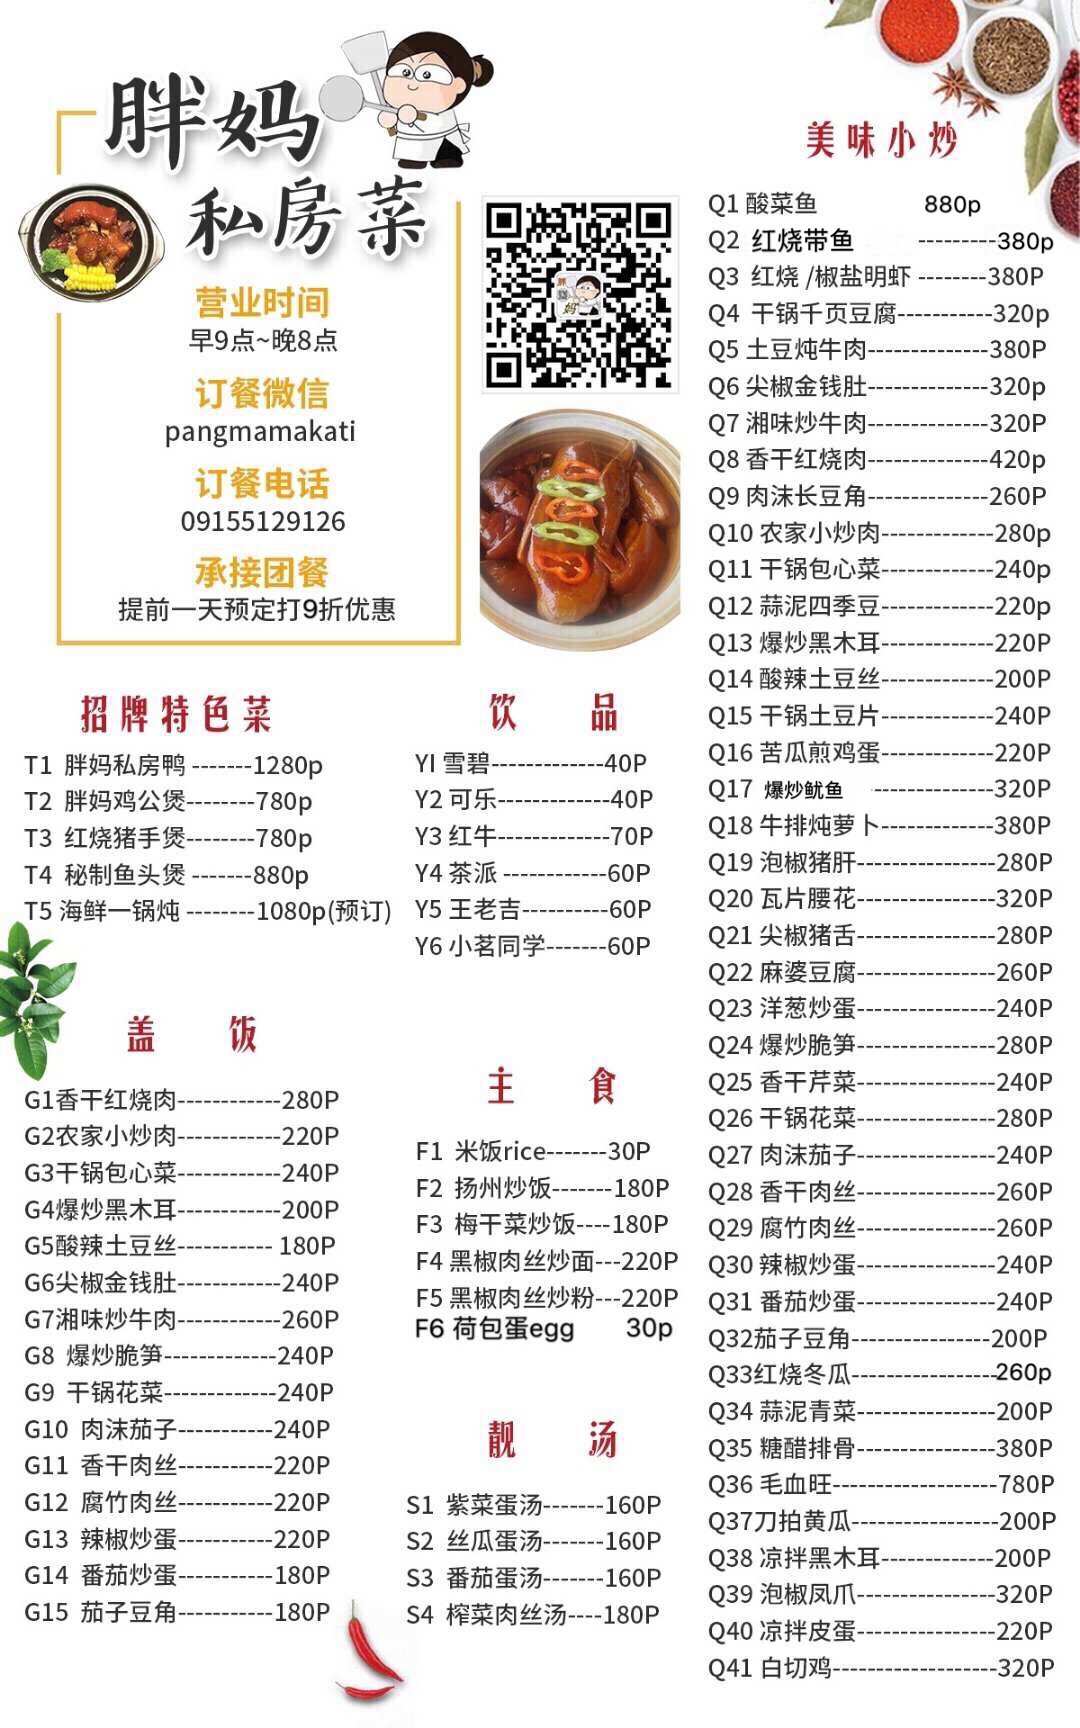 胖妈
私房菜
营业时间
早9点~晚8点
订餐微信
pangmamakati
订餐电话
09155129126
承接团餐
提前一天预定打9折优惠
招牌特色菜
T1 胖妈私房鸭 -------1280p
T2 胖妈鸡公煲--------780p
T3 红烧猪手煲--------780p
T4 秘制鱼头煲 -------880p
T5 海鲜一锅炖 --------1080p(预订)
盖 饭
G1香干红烧肉------------280P
G2农家小炒肉------------220P
G3干锅包心菜------------240P
G4爆炒黑木耳------------200P
G5酸辣土豆丝----------- 180P
G6尖椒金钱肚------------240P
G7湘味炒牛肉------------260P
G8 爆炒脆笋-------------240P
G9 干锅花菜-------------240P
G10 肉沫茄子-----------240P
G11 香干肉丝-----------220P
G12 腐竹肉丝-----------220P
G13 辣椒炒蛋-----------220P
G14 番茄炒蛋-----------180P
G15 茄子豆角-----------180P
饮 品
YI 雪碧-------------40P
Y2 可乐-------------40P
Y3 红牛-------------70P
Y4 茶派 ------------60P
Y5 王老吉----------60P
Y6 小茗同学-------60P
主 食
F1 米饭rice-------30P
F2 扬州炒饭-------180P
F3 梅干菜炒饭----180P
F4 黑椒肉丝炒面---220P
F5 黑椒肉丝炒粉---220P
F6 荷包蛋egg 30p
靓 汤
S1 紫菜蛋汤-------160P
S2 丝瓜蛋汤-------160P
S3 番茄蛋汤-------160P
S4 榨菜肉丝汤----180P
美味小炒
Q1 酸菜鱼 880p
Q2 红烧带鱼 ---------380p
Q3 红烧 /椒盐明虾 --------380P
Q4 干锅千页豆腐-----------320p
Q5 土豆炖牛肉--------------380P
Q6 尖椒金钱肚--------------320p
Q7 湘味炒牛肉--------------320P
Q8 香干红烧肉--------------420p
Q9 肉沫长豆角--------------260P
Q10 农家小炒肉-------------280p
Q11 干锅包心菜-------------240p
Q12 蒜泥四季豆-------------220p
Q13 爆炒黑木耳-------------220P
Q14 酸辣土豆丝-------------200P
Q15 干锅土豆片-------------240P
Q16 苦瓜煎鸡蛋-------------220P
Q17 爆炒鱿鱼 --------------320P
Q18 牛排炖萝卜-------------380P
Q19 泡椒猪肝----------------280P
Q20 瓦片腰花----------------320P
Q21 尖椒猪舌----------------280P
Q22 麻婆豆腐----------------260P
Q23 洋葱炒蛋----------------240P
Q24 爆炒脆笋----------------280P
Q25 香干芹菜----------------240P
Q26 干锅花菜----------------280P
Q27 肉沫茄子----------------240P
Q28 香干肉丝----------------260P
Q29 腐竹肉丝----------------260P
Q30 辣椒炒蛋----------------240P
Q31 番茄炒蛋----------------240P
Q32茄子豆角----------------200P
Q33红烧冬瓜-----------------260p
Q34 蒜泥青菜----------------200P
Q35 糖醋排骨----------------380P
Q36 毛血旺-------------------780P
Q37刀拍黄瓜-----------------200P
Q38 凉拌黑木耳-------------200P
Q39 泡椒凤爪----------------320P
Q40 凉拌皮蛋----------------220P
Q41 白切鸡-------------------320P